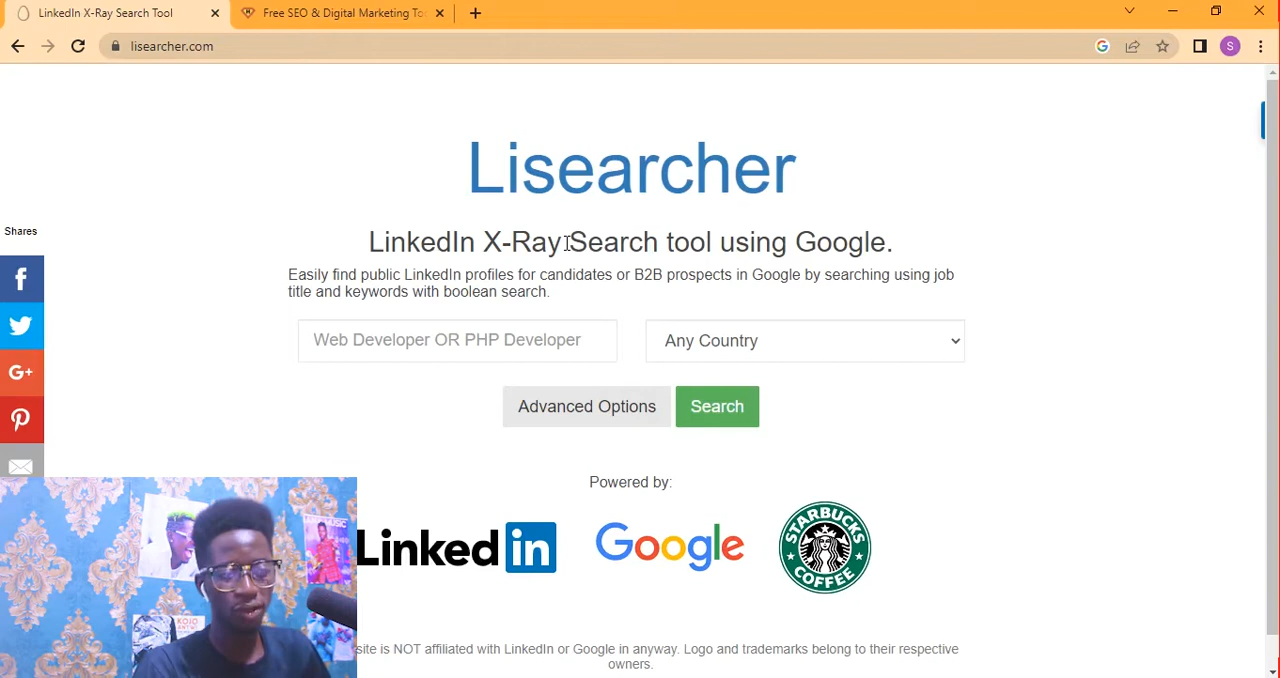 LinkedIn X-Ray Search Tool
Free SEO & Digital Marketing To
lisearcher.com
S
Lisearcher
LinkedIn X-Ray Search tool using Google.
Easily find public LinkedIn profiles for candidates or B2B prospects in Google by searching using job
title and keywords with boolean search.
Shares
Web Developer OR PHP Developer
Any Country
Advanced Options
Search
Powered by:
Linked in
Google
STARBUCKS
COFFEE
site is NOT affiliated with LinkedIn or Google in anyway. Logo and trademarks belong to their respective
owners.